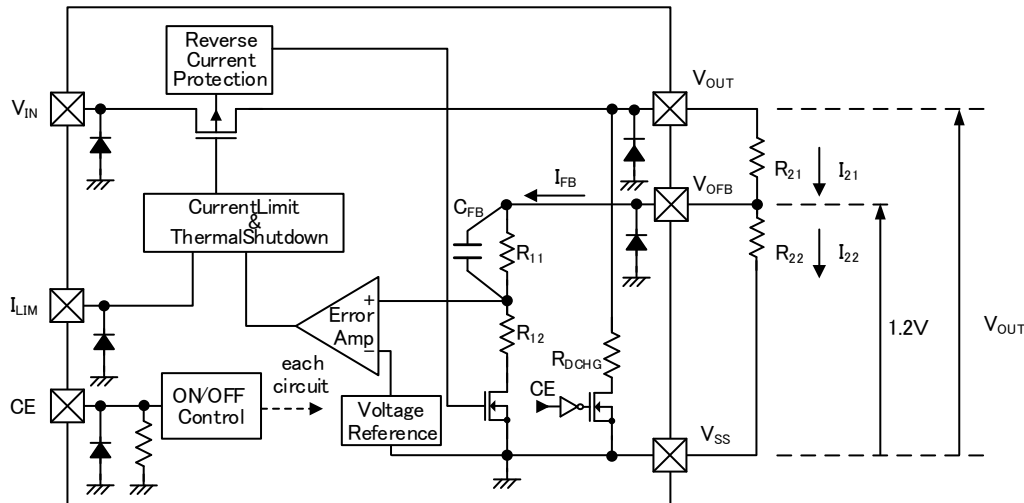 Reverse
Current
Protection
VIN
VOUT
R21
I21
IFB
VOFB
CFB
CurrentLimit
&
ThermalShutdown
R11
R22
I22
ILIM
+
Error
Amp
−
R12
1.2V
VOUT
RDCHG
each
circuit
CE
ON/OFF
Control
CE
Voltage
Reference
VSS